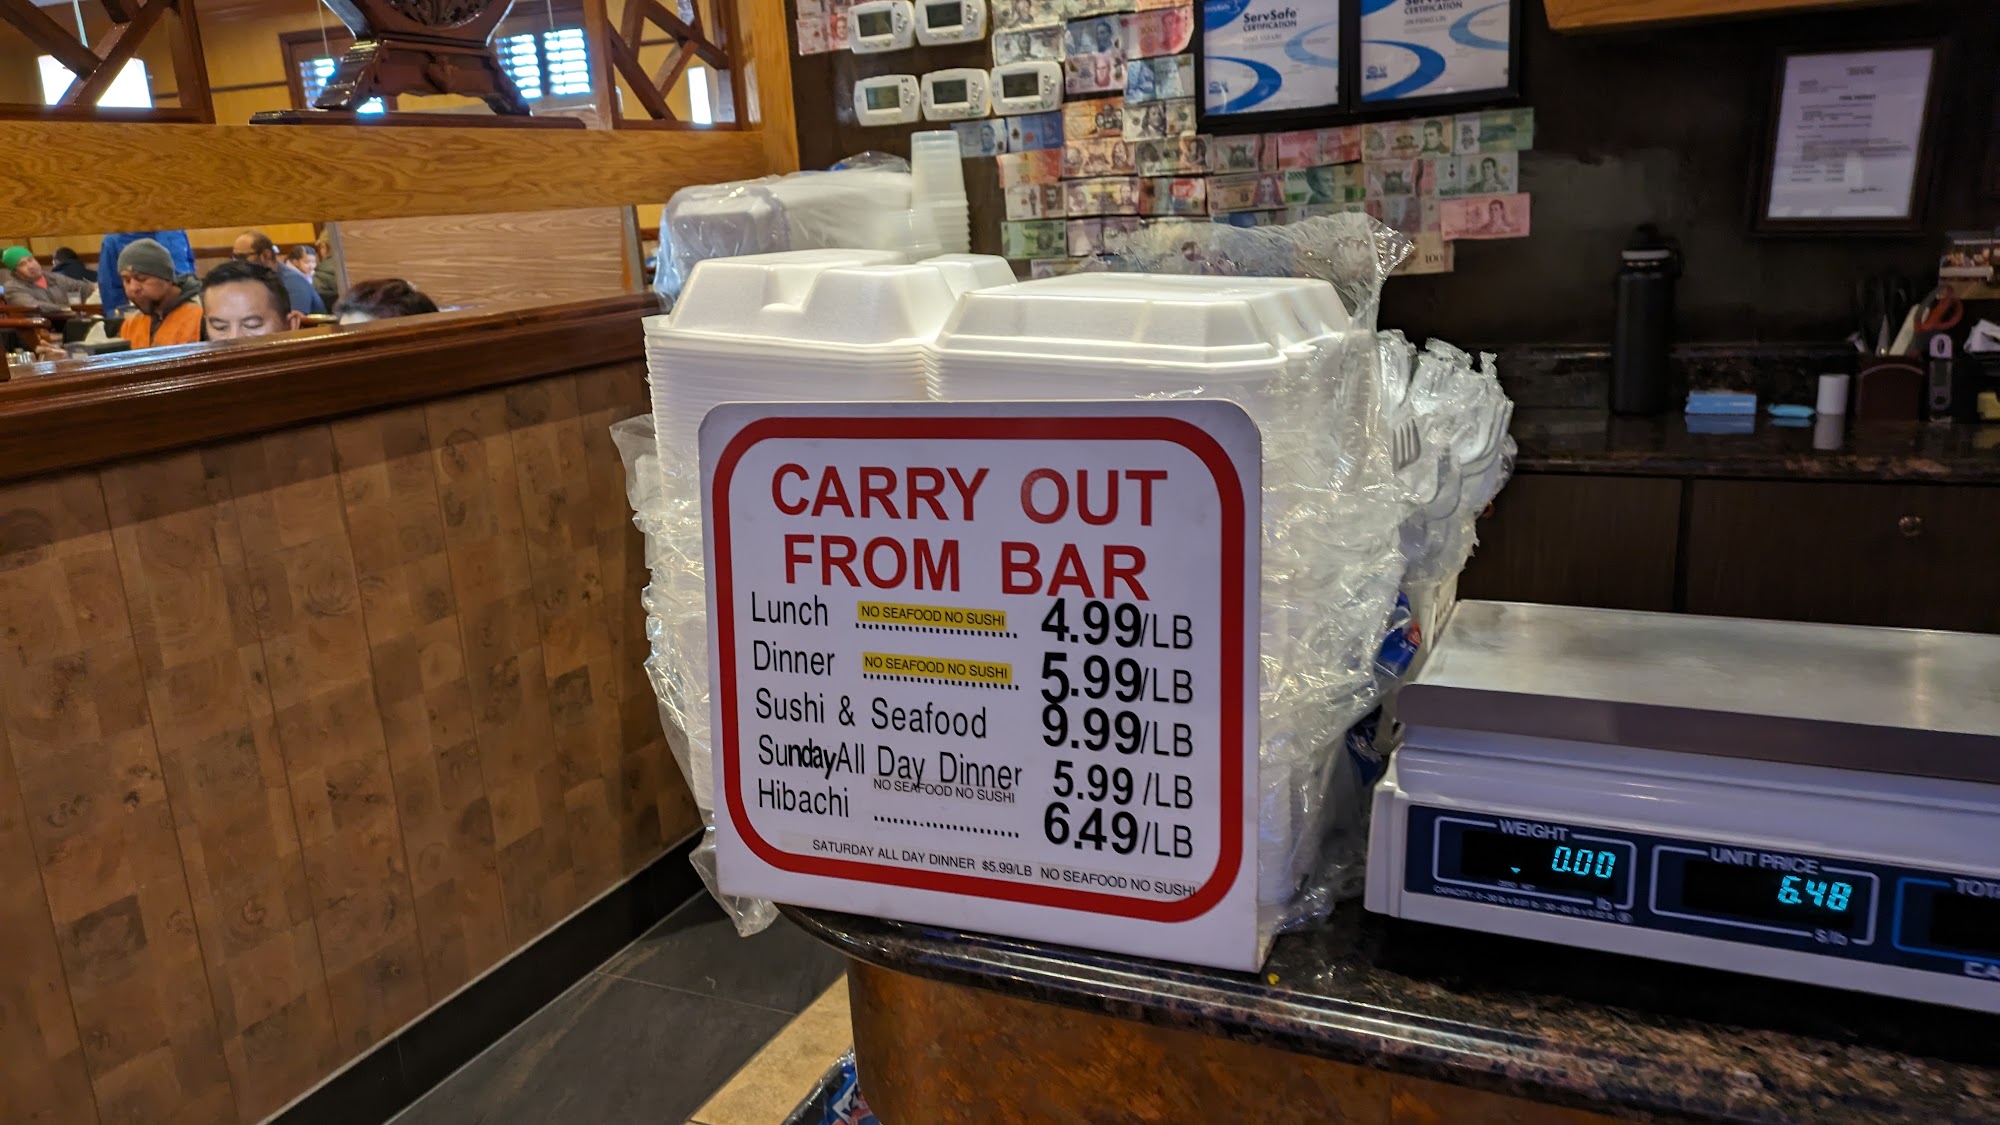 ServSafe
CERTIFICATION
ServSafe
CERTIFICATION
CARRY OUT
FROM BAR
Lunch NO SEAFOOD NO SUSHI 4.99/LB
Dinner NO SEAFOOD NO SUSHI 5.99/LB
Sushi & Seafood 9.99/LB
Sunday All Day Dinner 5.99/LB
NO SEAFOOD NO SUSHI
Hibachi 6.49/LB
SATURDAY ALL DAY DINNER $5.99/LB NO SEAFOOD NO SUSHI
WEIGHT
0.00
lb
UNIT PRICE
6.48
$/lb